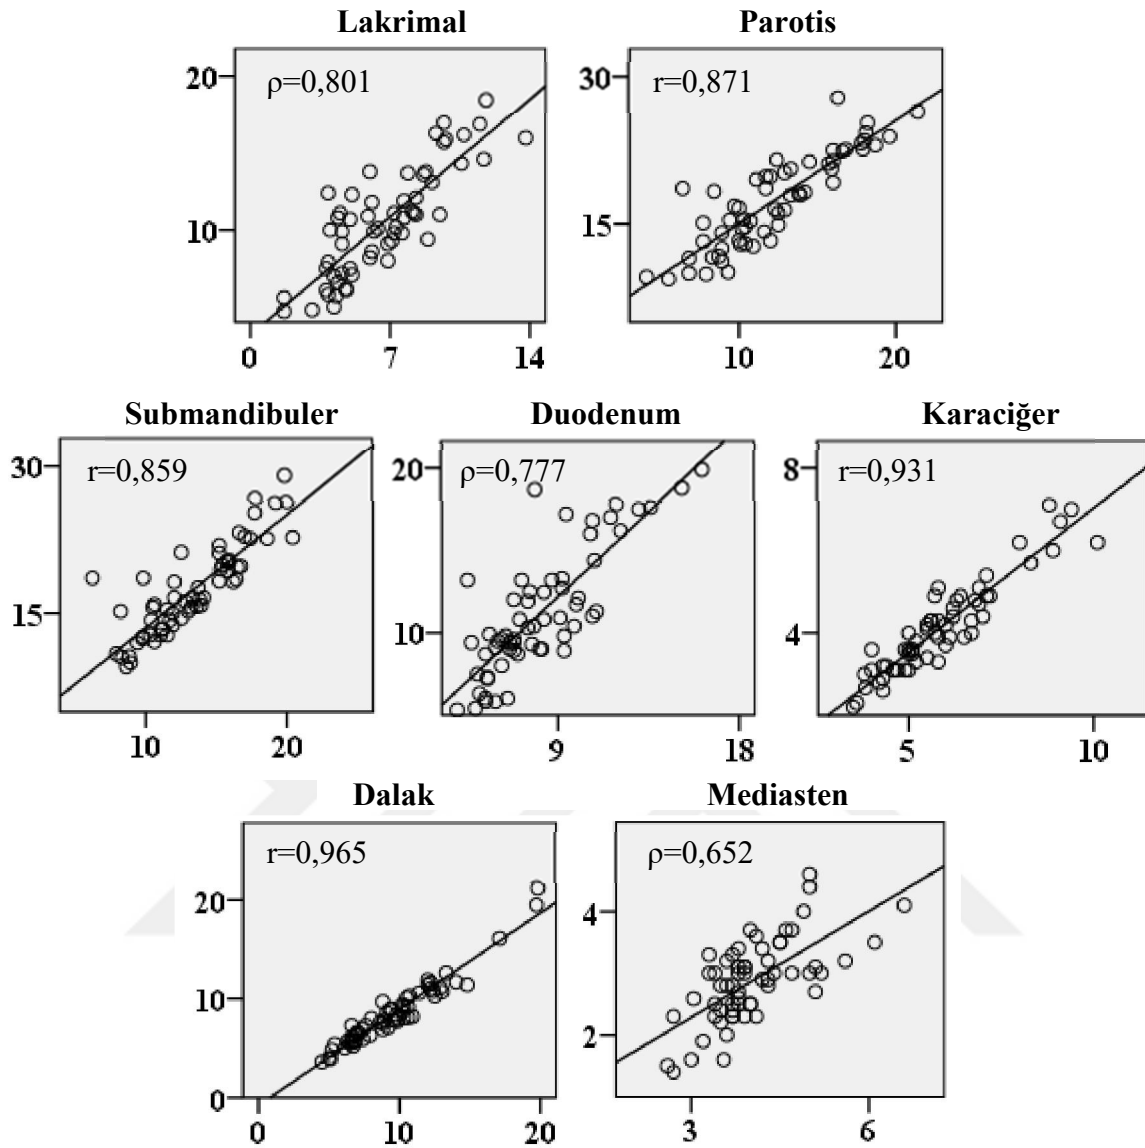 Lakrimal
ρ=0,801
20
10
0 7 14
Parotis
r=0,871
30
15
10 20
Submandibuler
r=0,859
30
15
10 20
Duodenum
ρ=0,777
20
10
9 18
Karaciğer
r=0,931
8
4
5 10
Dalak
r=0,965
20
10
0
0 10 20
Mediasten
ρ=0,652
4
2
3 6